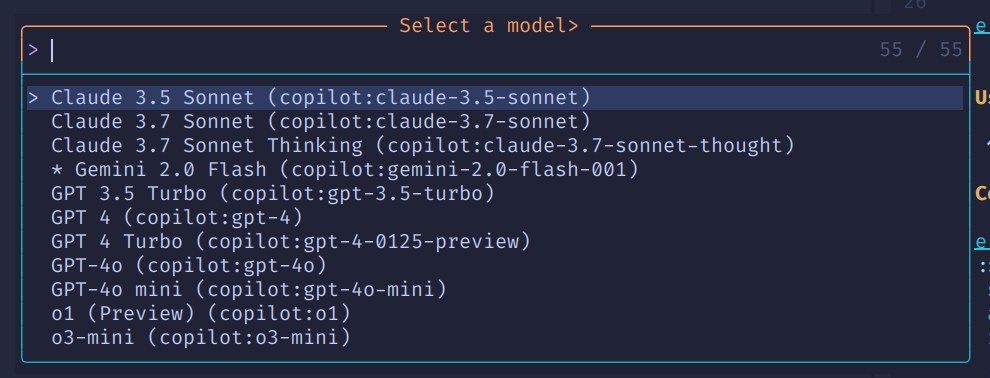 26
Select a model>
> 55 / 55
> Claude 3.5 Sonnet (copilot:claude-3.5-sonnet)
Claude 3.7 Sonnet (copilot:claude-3.7-sonnet)
Claude 3.7 Sonnet Thinking (copilot:claude-3.7-sonnet-thought)
* Gemini 2.0 Flash (copilot:gemini-2.0-flash-001)
GPT 3.5 Turbo (copilot:gpt-3.5-turbo)
GPT 4 (copilot:gpt-4)
GPT 4 Turbo (copilot:gpt-4-0125-preview)
GPT-4o (copilot:gpt-4o)
GPT-4o mini (copilot:gpt-4o-mini)
o1 (Preview) (copilot:o1)
o3-mini (copilot:o3-mini)